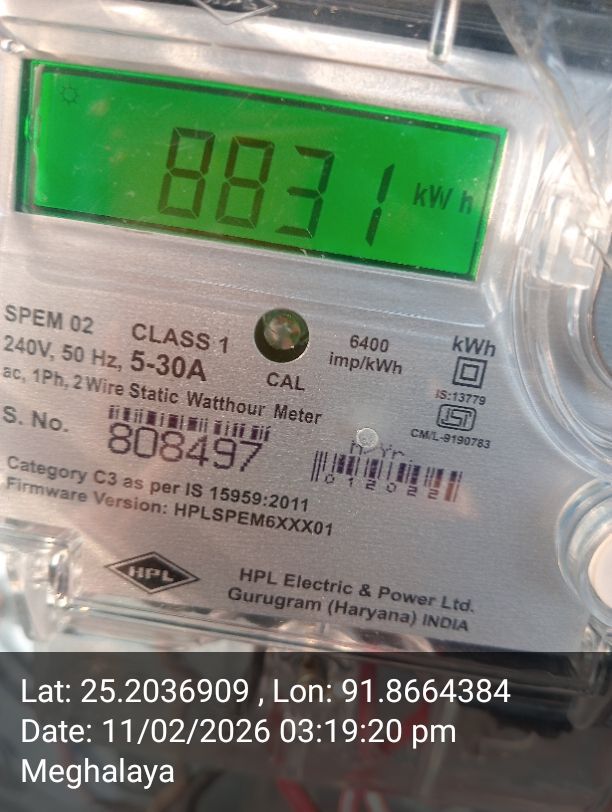 8831 kWh
SPEM 02
CLASS 1
240V, 50 Hz, 5-30A
ac, 1Ph, 2 Wire Static Watthour Meter
CAL
6400
imp/kWh
kWh
IS:13779
ISI
CM/L-9190783
S. No.
808497
012022
Category C3 as per IS 15959:2011
Firmware Version: HPLSPEM6XXX01
HPL
HPL Electric & Power Ltd.
Gurugram (Haryana) INDIA
Lat: 25.2036909 , Lon: 91.8664384
Date: 11/02/2026 03:19:20 pm
Meghalaya